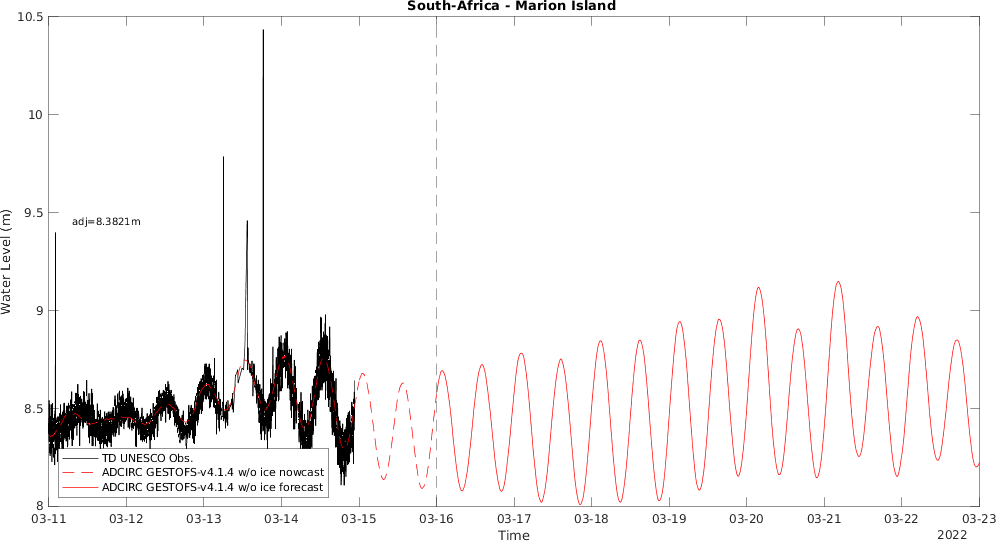 South-Africa - Marion Island
10.5
10
9.5
9
8.5
8
Water Level (m)
adj=8.3821m
TD UNESCO Obs.
ADCIRC GESTOFS-v4.1.4 w/o ice nowcast
ADCIRC GESTOFS-v4.1.4 w/o ice forecast
03-11 03-12 03-13 03-14 03-15 03-16 03-17 03-18 03-19 03-20 03-21 03-22 03-23
Time
2022